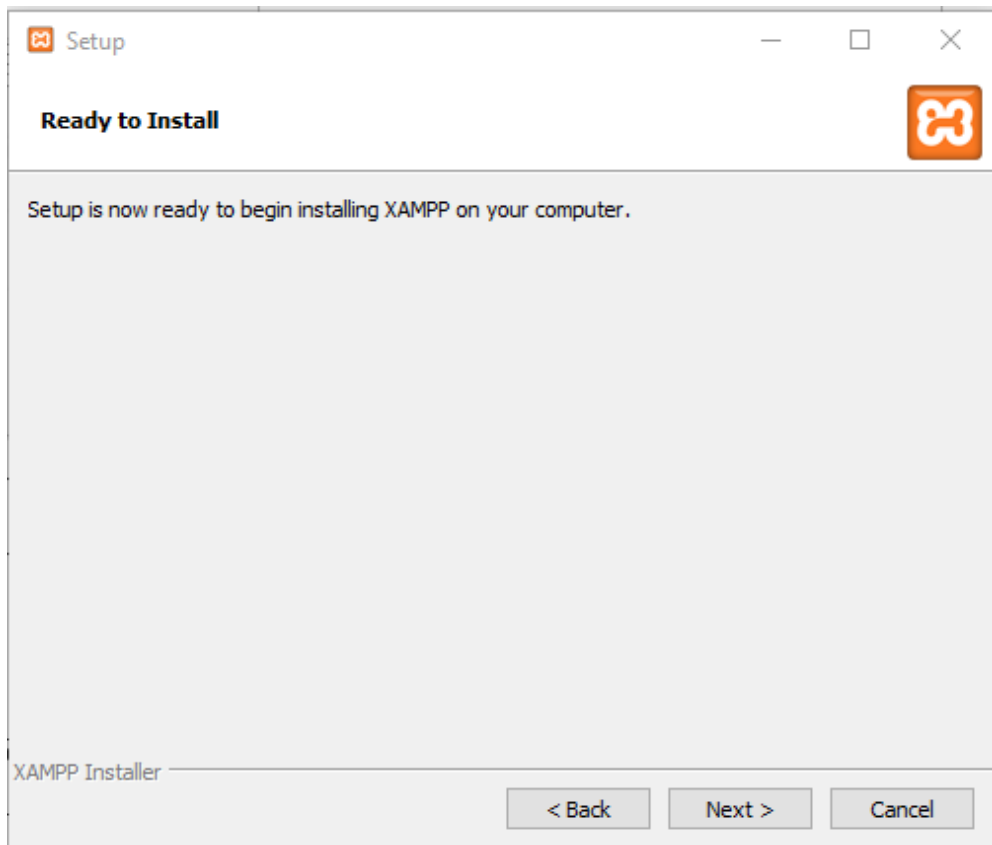 Setup
Ready to Install
Setup is now ready to begin installing XAMPP on your computer.
XAMPP Installer
< Back Next > Cancel